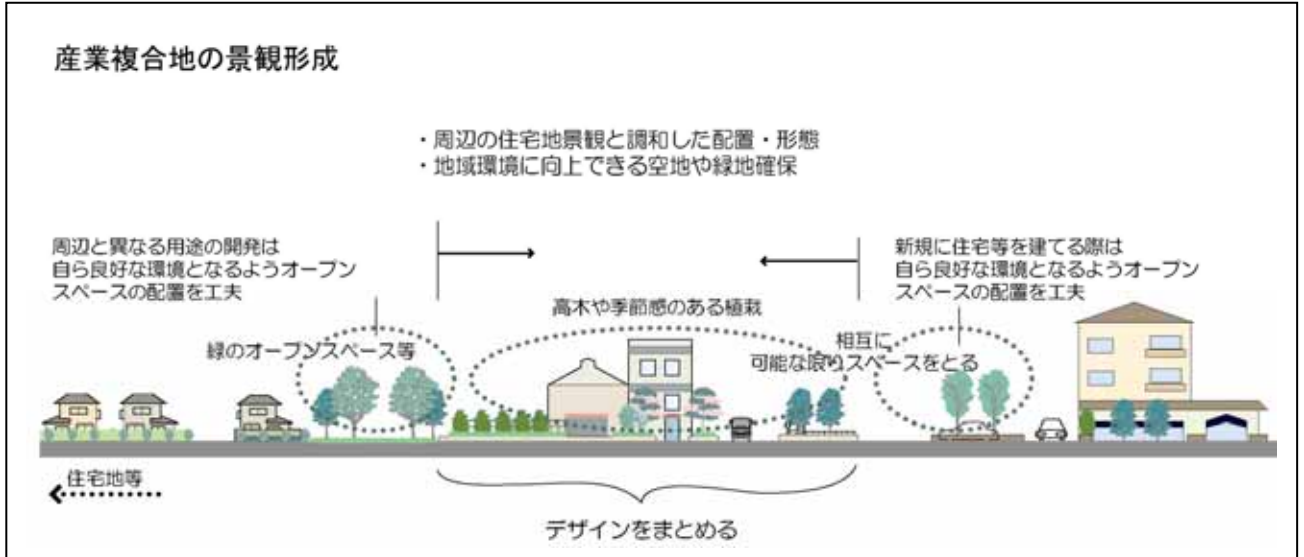 産業複合地の景観形成
・周辺の住宅地景観と調和した配置・形態
・地域環境に向上できる空地や緑地確保
周辺と異なる用途の開発は
自ら良好な環境となるようオープン
スペースの配置を工夫
新規に住宅等を建てる際は
自ら良好な環境となるようオープン
スペースの配置を工夫
高木や季節感のある植栽
緑のオープンスペース等
相互に
可能な限りスペースをとる
住宅地等
デザインをまとめる